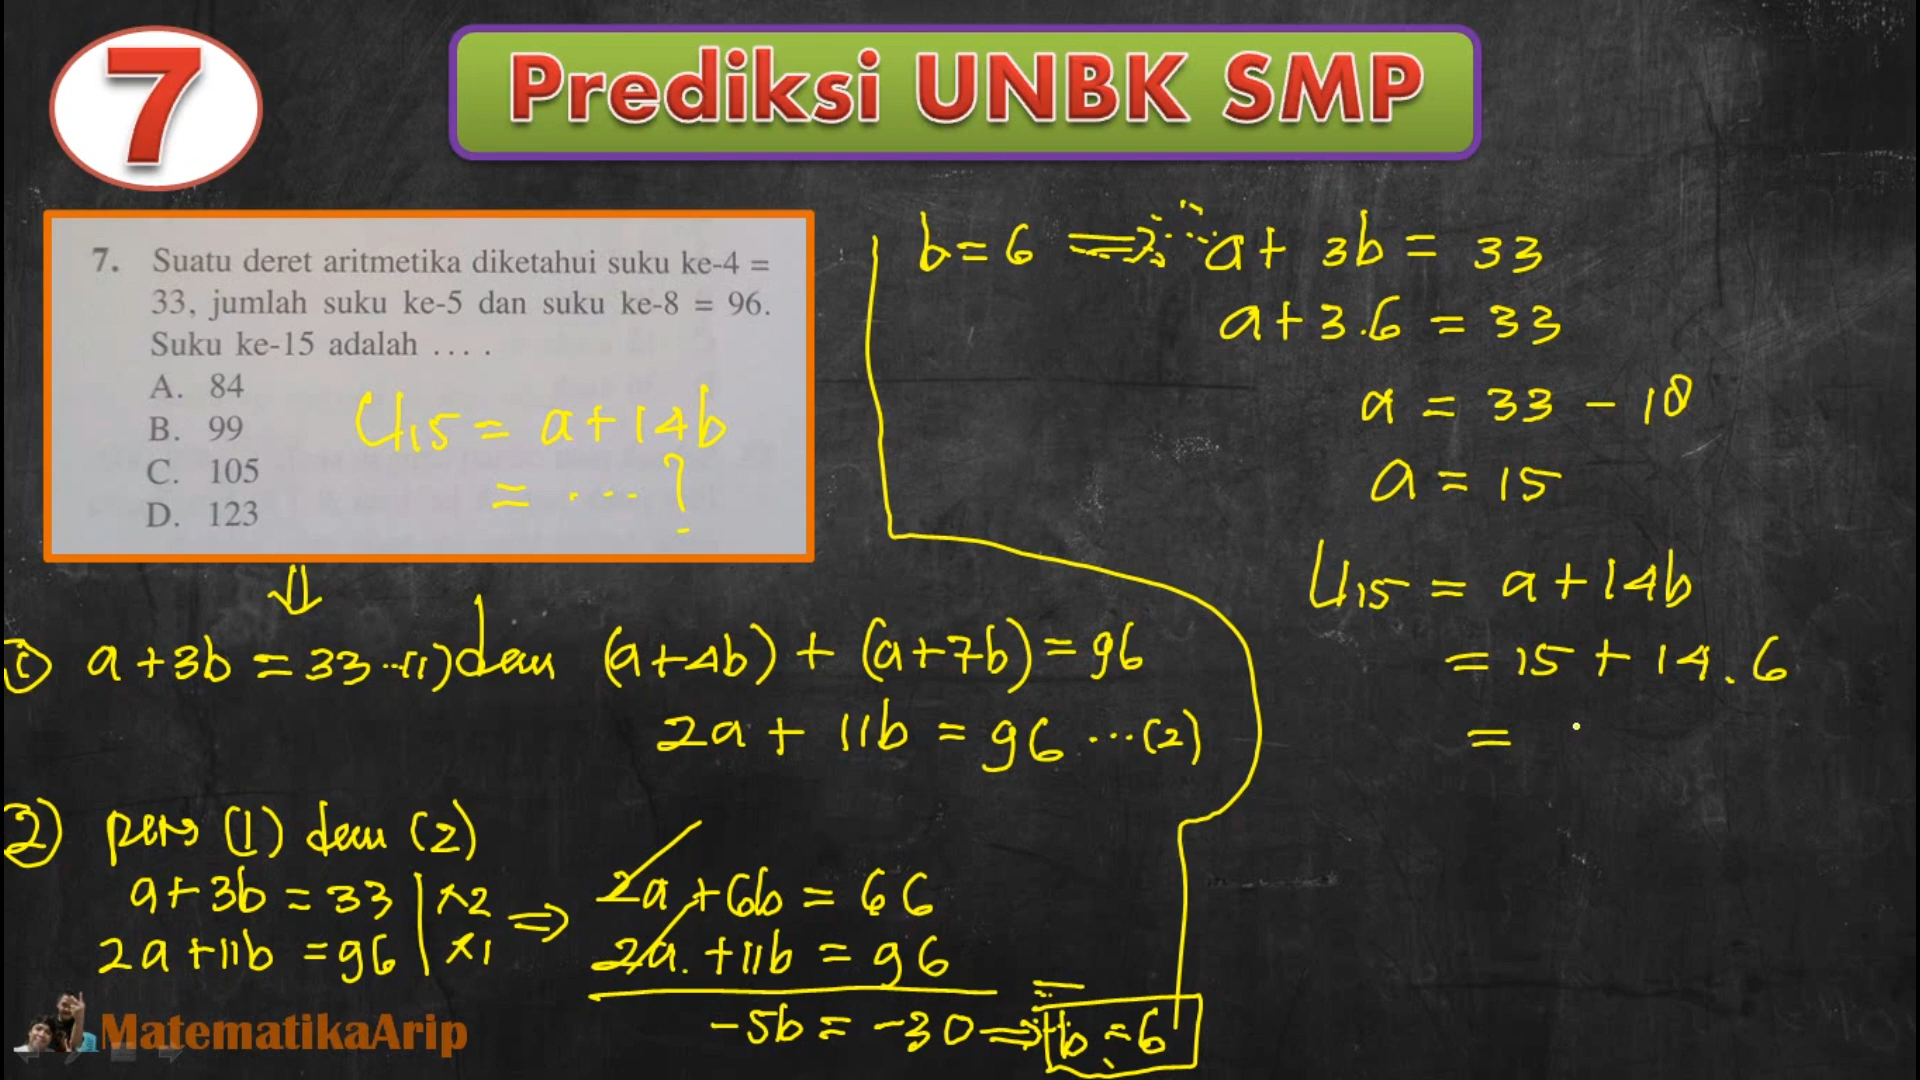 7
Prediksi UNBK SMP
7. Suatu deret aritmetika diketahui suku ke-4 =
33, jumlah suku ke-5 dan suku ke-8 = 96.
Suku ke-15 adalah ....
A. 84
B. 99
C. 105
D. 123
U15 = a + 14b
= ... ?
1) a + 3b = 33 ...(1) dan (a+4b) + (a+7b) = 96
2a + 11b = 96 ...(2)
2) pers (1) dan (2)
a + 3b = 33 | ×2 ⇒ 2a + 6b = 66
2a + 11b = 96 | ×1 2a + 11b = 96
-5b = -30 ⇒ b = 6
b = 6 ⇒ a + 3b = 33
a + 3.6 = 33
a = 33 - 18
a = 15
U15 = a + 14b
= 15 + 14.6
=
MatematikaArip